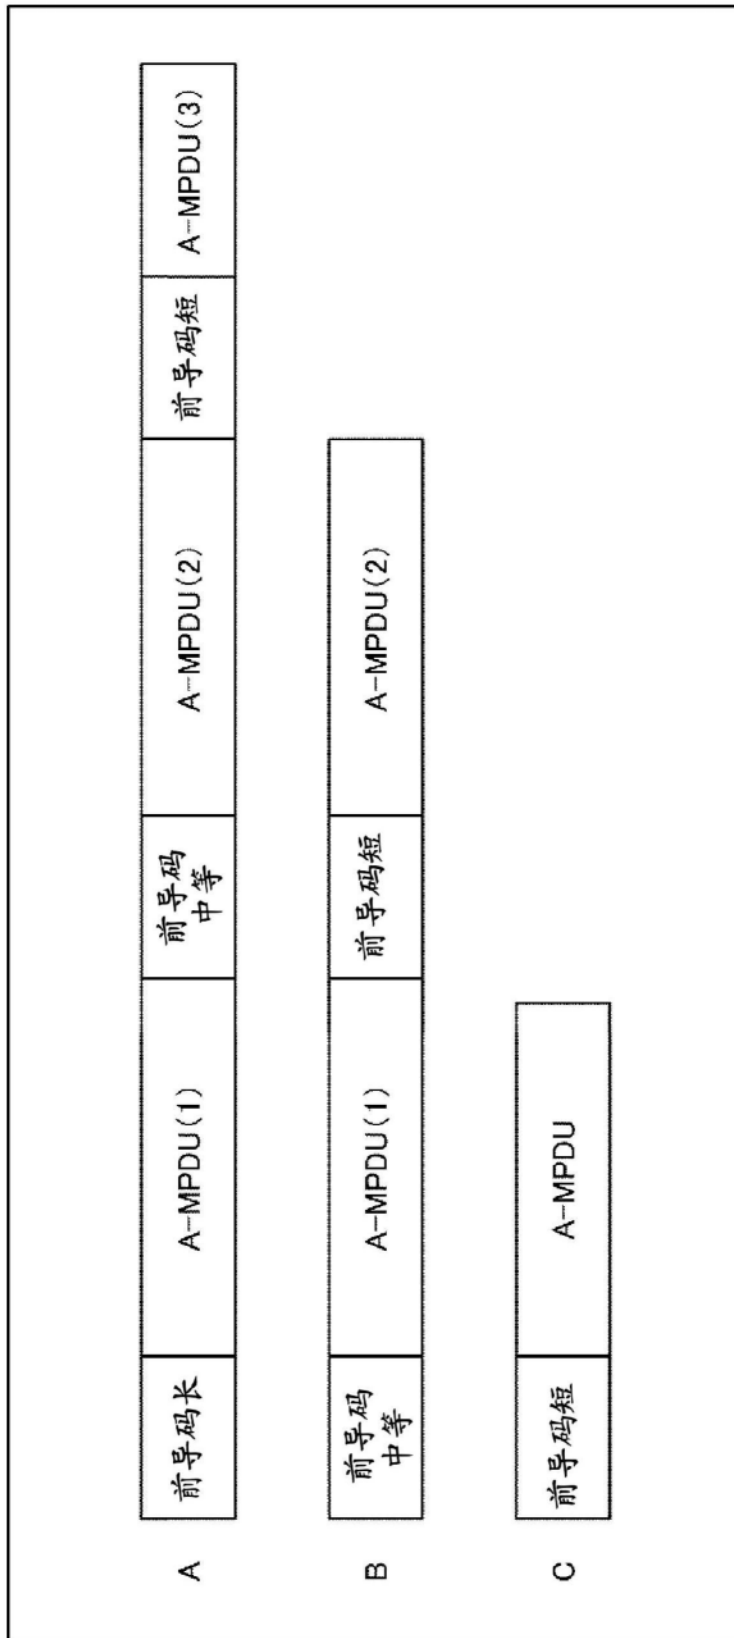 A
前导码长
A-MPDU(1)
前导码
中等
A-MPDU(2)
前导码短
A-MPDU(3)
B
前导码
中等
A-MPDU(1)
前导码短
A-MPDU(2)
C
前导码短
A-MPDU